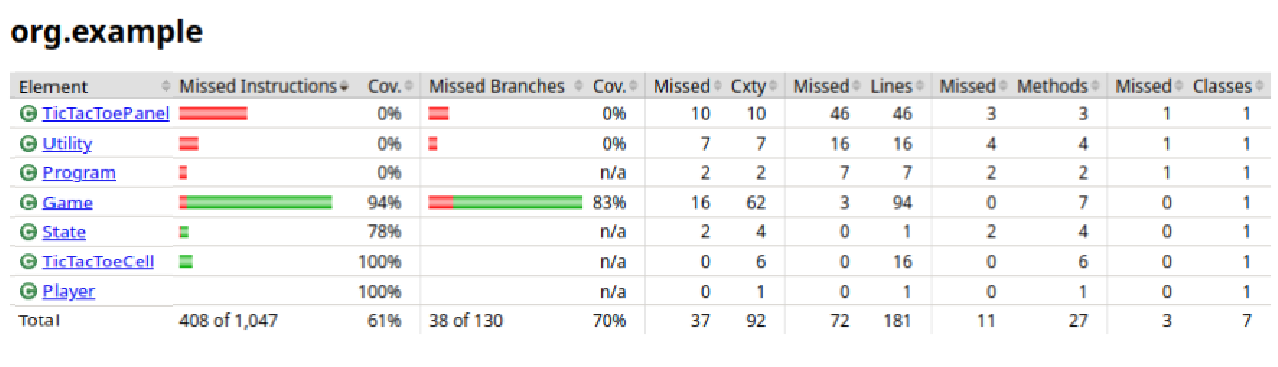 org.example
Element Missed Instructions Cov. Missed Branches Cov. Missed Cxty Missed Lines Missed Methods Missed Classes
TicTacToePanel 0% 0% 10 10 46 46 3 3 1 1
Utility 0% 0% 7 7 16 16 4 4 1 1
Program 0% n/a 2 2 7 7 2 2 1 1
Game 94% 83% 16 62 3 94 0 7 0 1
State 78% n/a 2 4 0 1 2 4 0 1
TicTacToeCell 100% n/a 0 6 0 16 0 6 0 1
Player 100% n/a 0 1 0 1 0 1 0 1
Total 408 of 1,047 61% 38 of 130 70% 37 92 72 181 11 27 3 7